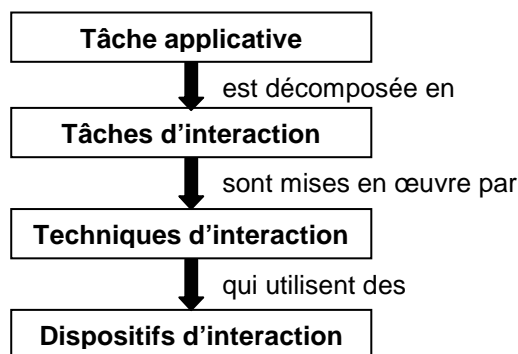 Tâche applicative
est décomposée en
Tâches d’interaction
sont mises en œuvre par
Techniques d’interaction
qui utilisent des
Dispositifs d’interaction